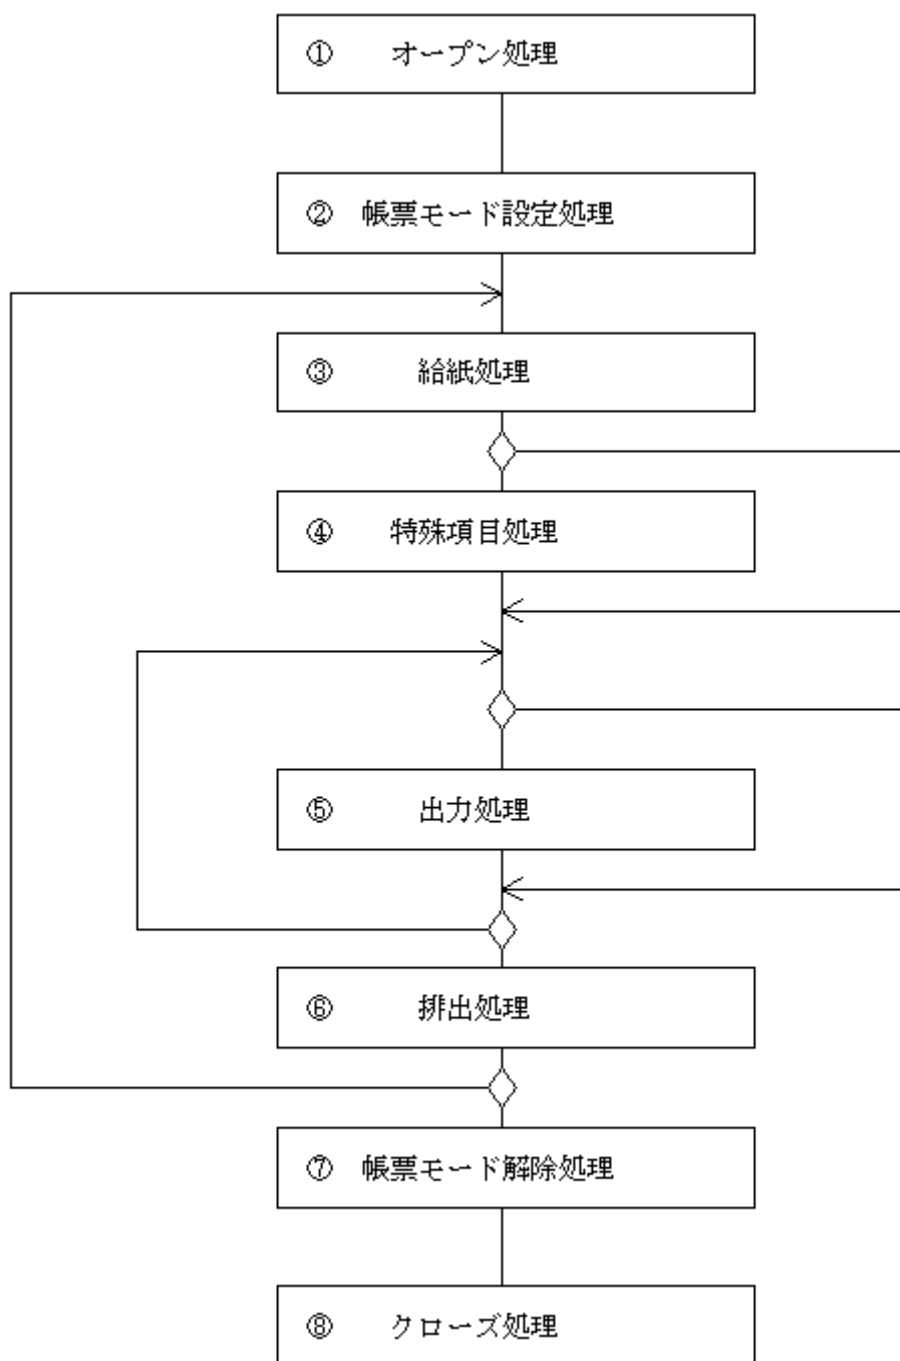 ① オープン処理
② 帳票モード設定処理
③ 給紙処理
④ 特殊項目処理
⑤ 出力処理
⑥ 排出処理
⑦ 帳票モード解除処理
⑧ クローズ処理